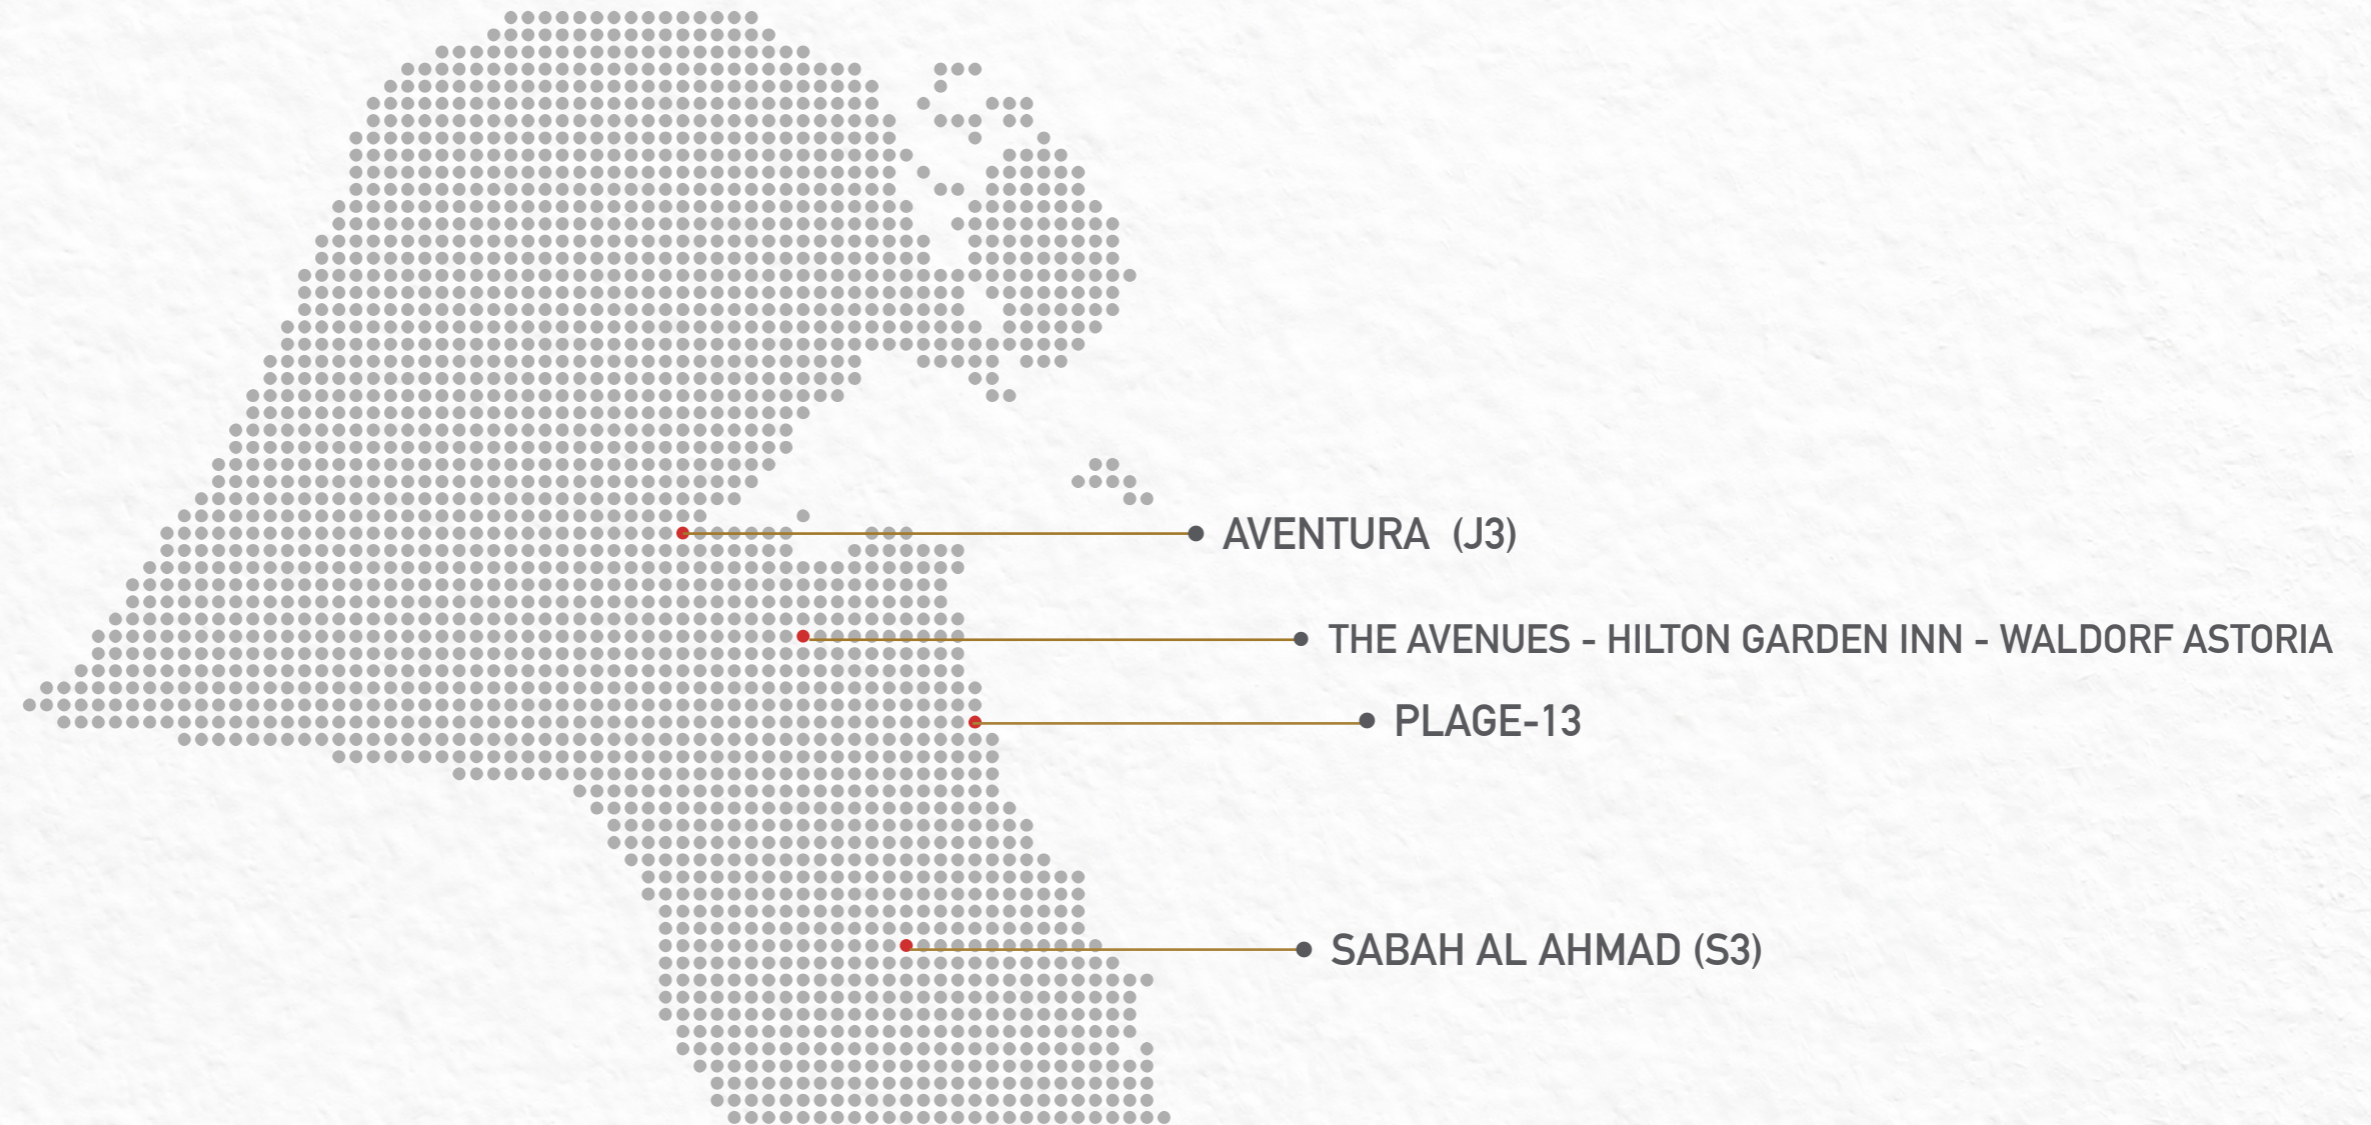 AVENTURA (J3)
THE AVENUES - HILTON GARDEN INN - WALDORF ASTORIA
PLAGE-13
SABAH AL AHMAD (S3)